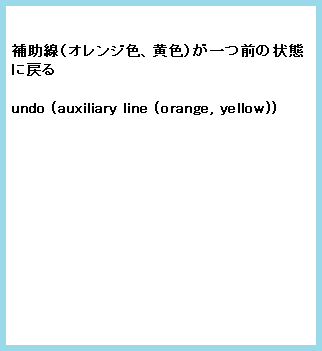 補助線(オレンジ色、黄色)が一つ前の状態
に戻る
undo (auxiliary line (orange, yellow))